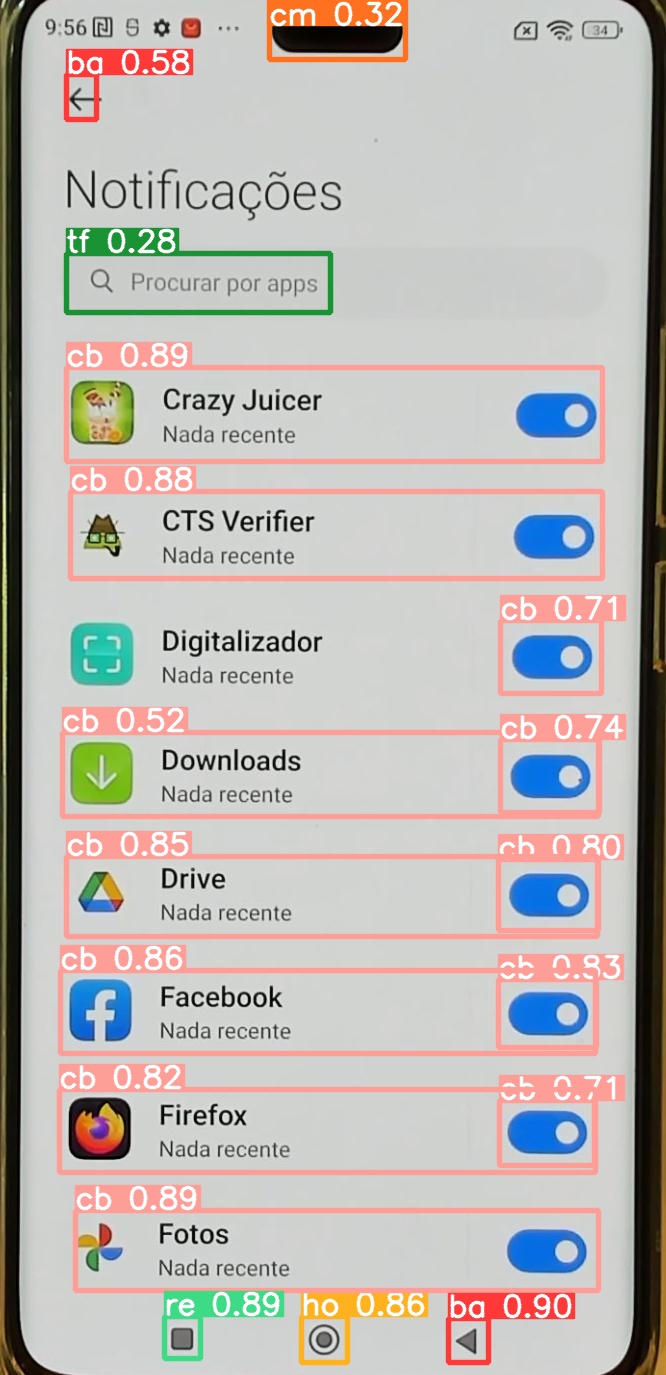 cm 0.32
9:56
34
ba 0.58
Notificações
tf 0.28
Procurar por apps
cb 0.89
Crazy Juicer
Nada recente
cb 0.88
CTS Verifier
Nada recente
cb 0.71
Digitalizador
Nada recente
cb 0.52 cb 0.74
Downloads
Nada recente
cb 0.85 cb 0.80
Drive
Nada recente
cb 0.86 cb 0.83
Facebook
Nada recente
cb 0.82 cb 0.71
Firefox
Nada recente
cb 0.89
Fotos
Nada recente
re 0.89 ho 0.86 ba 0.90